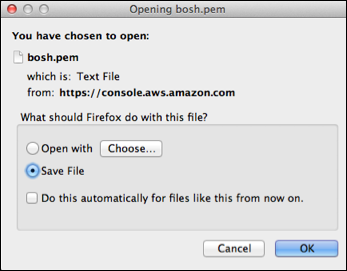 Opening bosh.pem
You have chosen to open:
bosh.pem
which is: Text File
from: https://console.aws.amazon.com
What should Firefox do with this file?
Open with Choose...
Save File
Do this automatically for files like this from now on.
Cancel OK